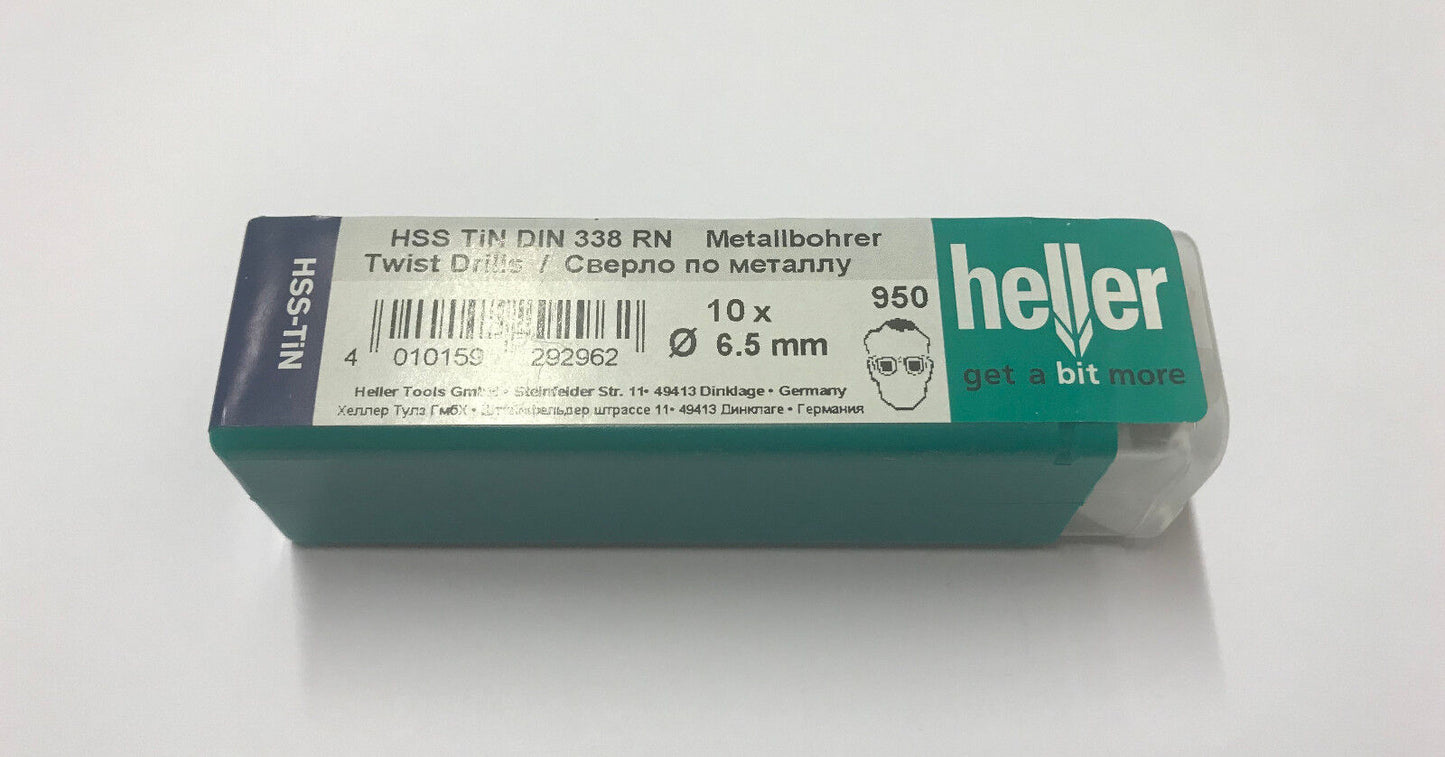 HSS-TiN
HSS TiN DIN 338 RN Metallbohrer
Twist Drills / Сверло по металлу
10 x
Ø 6.5 mm
950
4 010159 292962
Heller Tools • Steinfelder Str. 11• 49413 Dinklage • Germany
Хеллер Тулз ГмбХ • штрассе 11• 49413 Динклаге • Германия
heller
get a bit more